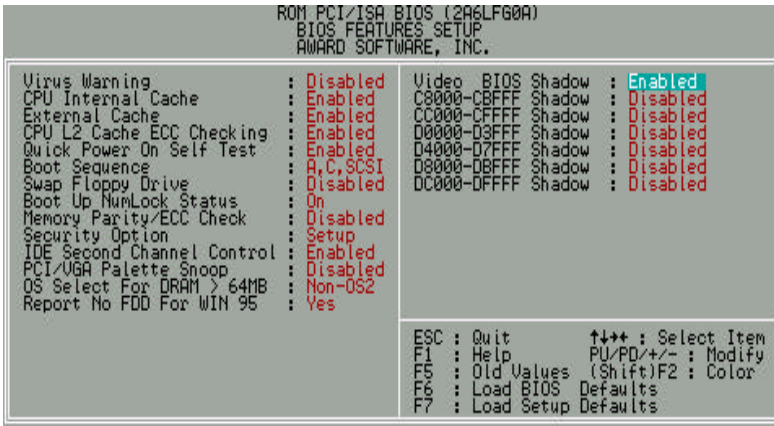 ROM PCI/ISA BIOS (2A6LFG0A)
BIOS FEATURES SETUP
AWARD SOFTWARE, INC.
Virus Warning : Disabled
CPU Internal Cache : Enabled
External Cache : Enabled
CPU L2 Cache ECC Checking : Enabled
Quick Power On Self Test : Enabled
Boot Sequence : A,C,SCSI
Swap Floppy Drive : Disabled
Boot Up NumLock Status : On
Memory Parity/ECC Check : Disabled
Security Option : Setup
IDE Second Channel Control : Enabled
PCI/VGA Palette Snoop : Disabled
OS Select For DRAM > 64MB : Non-OS2
Report No FDD For WIN 95 : Yes
Video BIOS Shadow : Enabled
C8000-CBFFF Shadow : Disabled
CC000-CFFFF Shadow : Disabled
D0000-D3FFF Shadow : Disabled
D4000-D7FFF Shadow : Disabled
D8000-DBFFF Shadow : Disabled
DC000-DFFFF Shadow : Disabled
ESC : Quit ↑↓→← : Select Item
F1 : Help PU/PD/+/- : Modify
F5 : Old Values (Shift)F2 : Color
F6 : Load BIOS Defaults
F7 : Load Setup Defaults